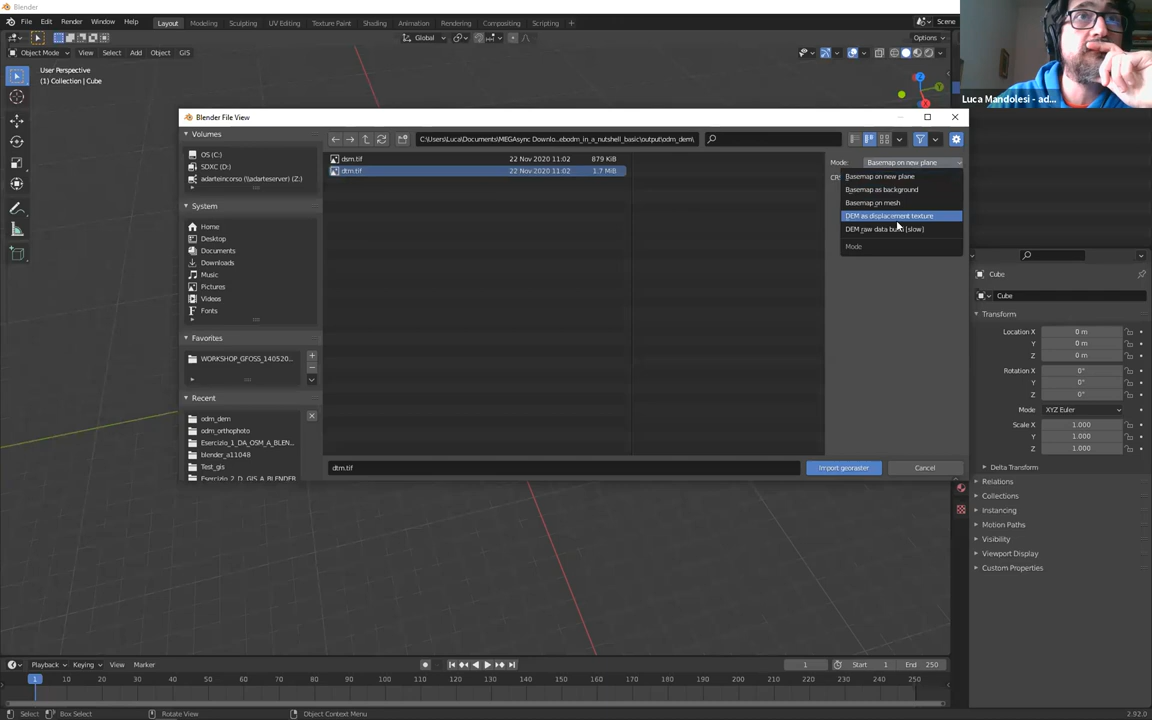 Blender
File Edit Render Window Help Layout Modeling Sculpting UV Editing Texture Paint Shading Animation Rendering Compositing Scripting Scene
Global Options
Object Mode View Select Add Object GIS
User Perspective
(1) Collection | Cube
Luca Mandolesi - ad...
Blender File View
Volumes
OS (C:)
SDXC (D:)
adarteincorso (\\adarteserver) (Z:)
System
Home
Desktop
Documents
Downloads
Music
Pictures
Videos
Fonts
Favorites
WORKSHOP_GFOSS_140520...
Recent
odm_dem
odm_orthophoto
Esercizio_1_DA_OSM_A_BLEN...
blender_a11048
Test_gis
Esercizio_2_D_GIS_A_BLENDER
C:\Users\Luca\Documents\MEGAsync Downlo...ebodm_in_a_nutshell_basic\output\odm_dem\
dsm.tif 22 Nov 2020 11:02 879 KiB
dtm.tif 22 Nov 2020 11:02 1.7 MiB
Mode: Basemap on new plane
Basemap on new plane
Basemap as background
Basemap on mesh
DEM as displacement texture
DEM raw data build [slow]
Mode
dtm.tif
Import georaster
Cancel
Cube
Cube
Transform
Location X 0 m
Y 0 m
Z 0 m
Rotation X 0°
Y 0°
Z 0°
Mode XYZ Euler
Scale X 1.000
Y 1.000
Z 1.000
Delta Transform
Relations
Collections
Instancing
Motion Paths
Visibility
Viewport Display
Custom Properties
Playback Keying View Marker 1 Start 1 End 250
1 10 20 30 40 50 60 70 80 90 100 110 120 130 140 150 160 170 180 190 200 210 220 230 240 250
Select Box Select Rotate View Object Context Menu 2.92.0